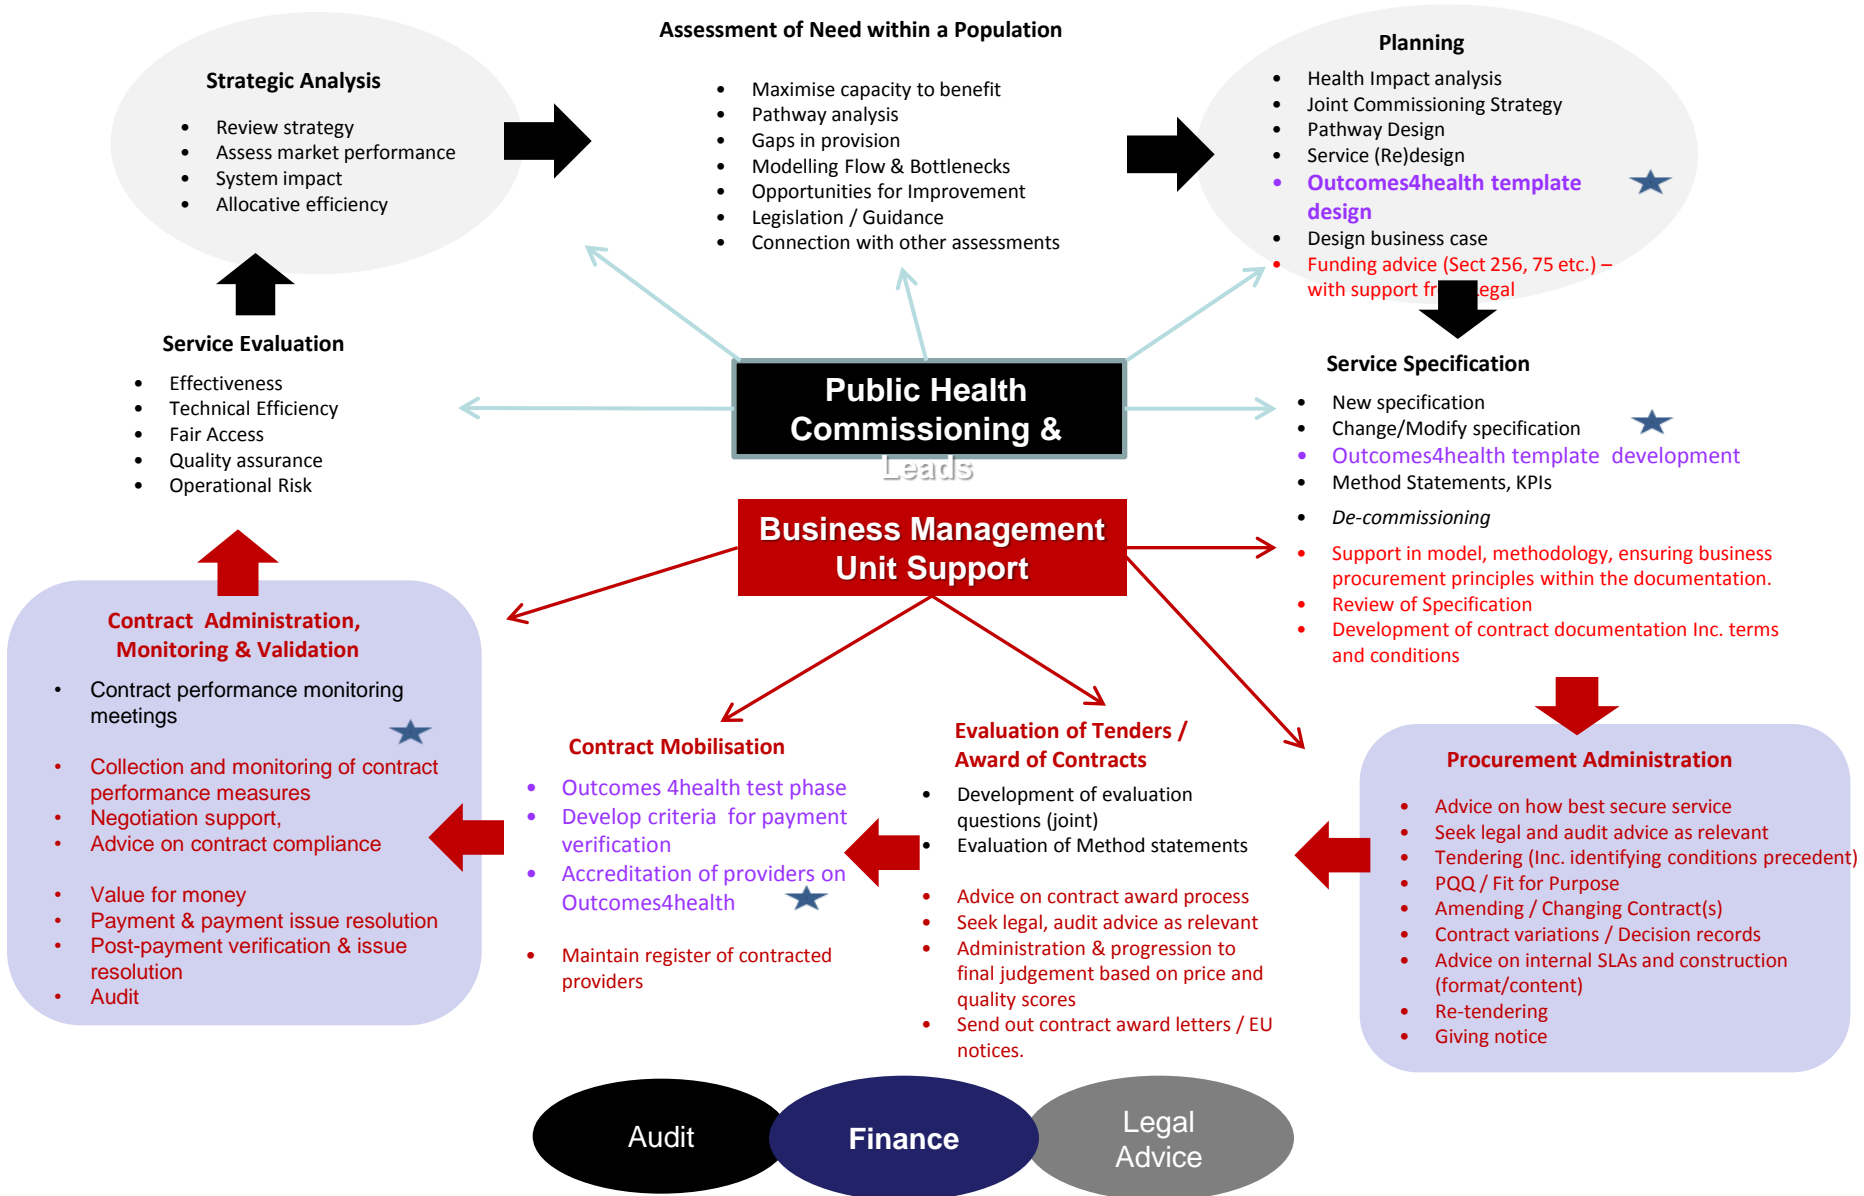 Assessment of Need within a Population
• Maximise capacity to benefit
• Pathway analysis
• Gaps in provision
• Modelling Flow & Bottlenecks
• Opportunities for Improvement
• Legislation / Guidance
• Connection with other assessments
Planning
• Health Impact analysis
• Joint Commissioning Strategy
• Pathway Design
• Service (Re)design
• Outcomes4health template
design
• Design business case
• Funding advice (Sect 256, 75 etc.) –
with support egal
Strategic Analysis
• Review strategy
• Assess market performance
• System impact
• Allocative efficiency
Service Evaluation
• Effectiveness
• Technical Efficiency
• Fair Access
• Quality assurance
• Operational Risk
Public Health
Commissioning &
Leads
Business Management
Unit Support
Service Specification
• New specification
• Change/Modify specification
• Outcomes4health template development
• Method Statements, KPIs
• De-commissioning
• Support in model, methodology, ensuring business
procurement principles within the documentation.
• Review of Specification
• Development of contract documentation Inc. terms
and conditions
Contract Administration,
Monitoring & Validation
• Contract performance monitoring
meetings
• Collection and monitoring of contract
performance measures
• Negotiation support,
• Advice on contract compliance
• Value for money
• Payment & payment issue resolution
• Post-payment verification & issue
resolution
• Audit
Contract Mobilisation
• Outcomes 4health test phase
• Develop criteria for payment
verification
• Accreditation of providers on
Outcomes4health
• Maintain register of contracted
providers
Evaluation of Tenders /
Award of Contracts
• Development of evaluation
questions (joint)
• Evaluation of Method statements
• Advice on contract award process
• Seek legal, audit advice as relevant
• Administration & progression to
final judgement based on price and
quality scores
• Send out contract award letters / EU
notices.
Procurement Administration
• Advice on how best secure service
• Seek legal and audit advice as relevant
• Tendering (Inc. identifying conditions precedent)
• PQQ / Fit for Purpose
• Amending / Changing Contract(s)
• Contract variations / Decision records
• Advice on internal SLAs and construction
(format/content)
• Re-tendering
• Giving notice
Audit
Finance
Legal
Advice